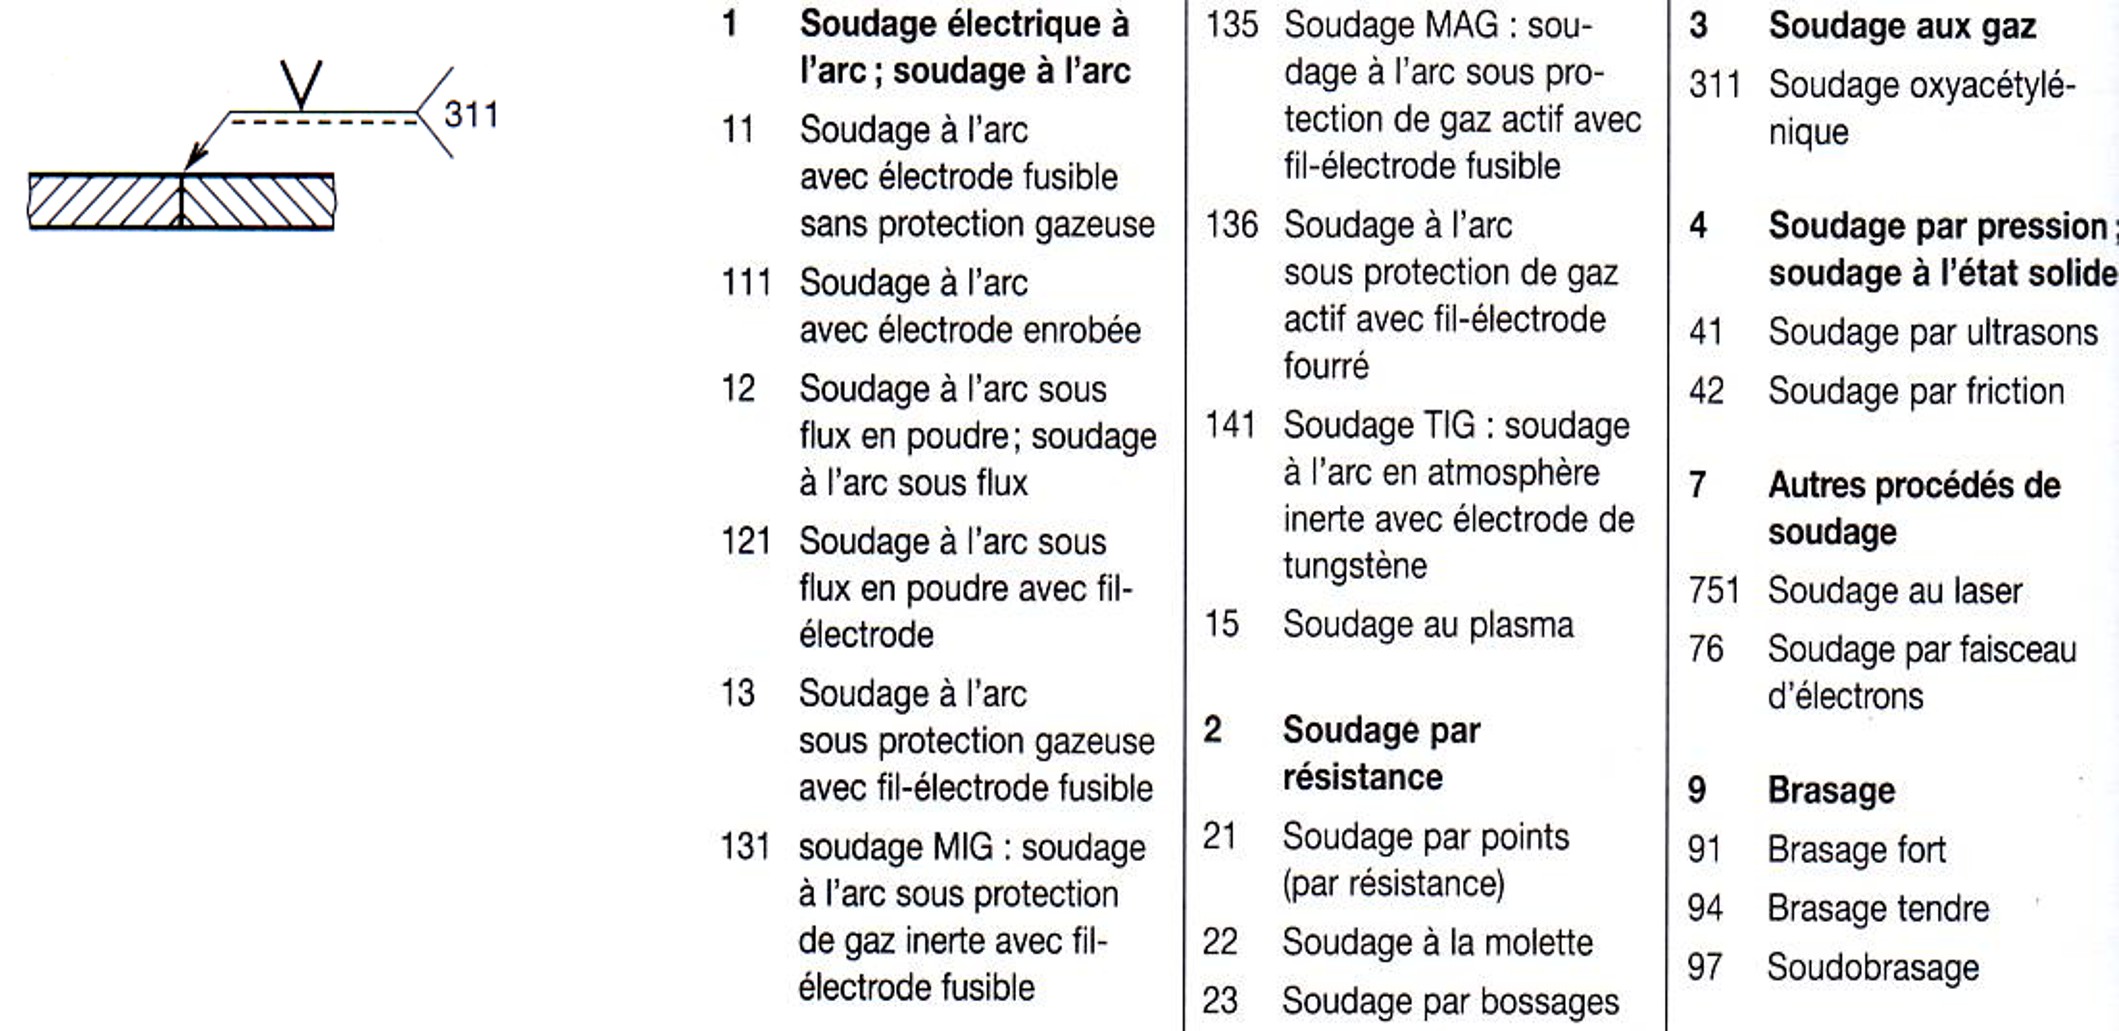 311
1 Soudage électrique à
l'arc ; soudage à l'arc
11 Soudage à l'arc
avec électrode fusible
sans protection gazeuse
111 Soudage à l'arc
avec électrode enrobée
12 Soudage à l'arc sous
flux en poudre ; soudage
à l'arc sous flux
121 Soudage à l'arc sous
flux en poudre avec fil-
électrode
13 Soudage à l'arc
sous protection gazeuse
avec fil-électrode fusible
131 soudage MIG : soudage
à l'arc sous protection
de gaz inerte avec fil-
électrode fusible
135 Soudage MAG : sou-
dage à l'arc sous pro-
tection de gaz actif avec
fil-électrode fusible
136 Soudage à l'arc
sous protection de gaz
actif avec fil-électrode
fourré
141 Soudage TIG : soudage
à l'arc en atmosphère
inerte avec électrode de
tungstène
15 Soudage au plasma
2 Soudage par
résistance
21 Soudage par points
(par résistance)
22 Soudage à la molette
23 Soudage par bossages
3 Soudage aux gaz
311 Soudage oxyacétylé-
nique
4 Soudage par pression ;
soudage à l'état solide
41 Soudage par ultrasons
42 Soudage par friction
7 Autres procédés de
soudage
751 Soudage au laser
76 Soudage par faisceau
d'électrons
9 Brasage
91 Brasage fort
94 Brasage tendre
97 Soudobrasage